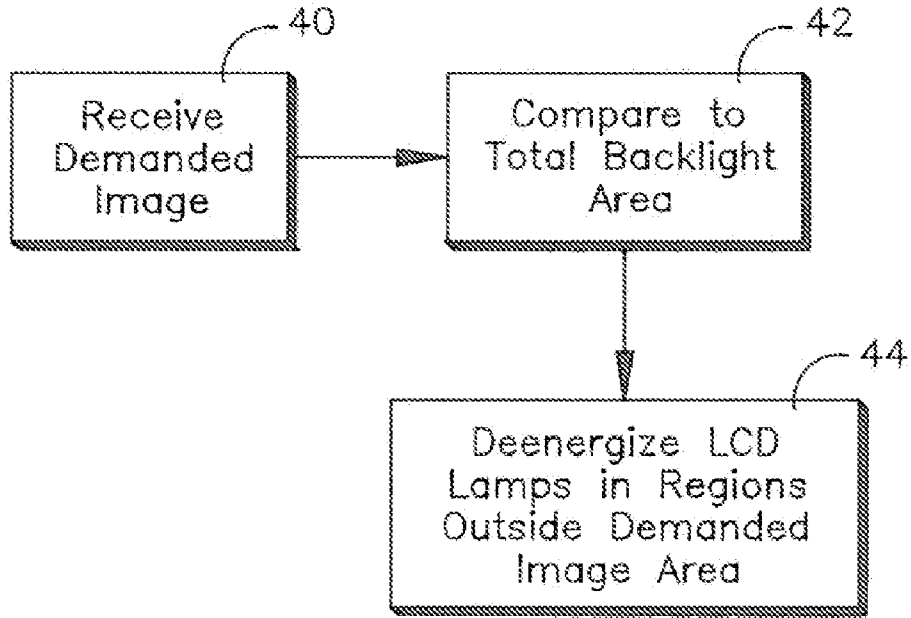 40
Receive
Demanded
Image
42
Compare to
Total Backlight
Area
44
Deenergize LCD
Lamps in Regions
Outside Demanded
Image Area